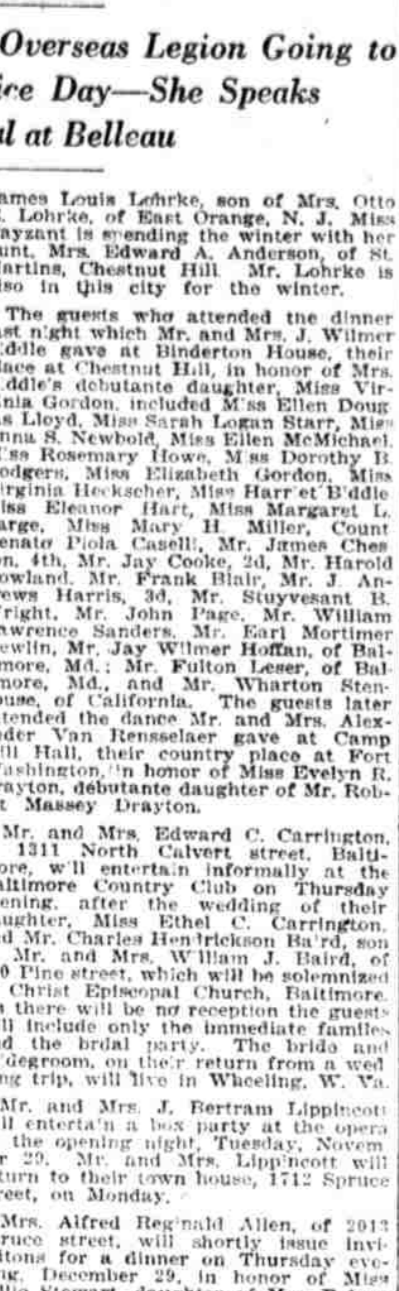 Overseas Legion Going to
ice Day—She Speaks
l at Belleau
ames Louis Lohrke, son of Mrs. Otto
. Lohrke, of East Orange, N. J. Miss
ayzant is spending the winter with her
unt, Mrs. Edward A. Anderson, of St.
artins, Chestnut Hill. Mr. Lohrke is
lso in this city for the winter.
The guests who attended the dinner
ast night which Mr. and Mrs. J. Wilmer
iddle gave at Binderton House, their
lace at Chestnut Hill, in honor of Mrs.
iddle's debutante daughter, Miss Vir-
inia Gordon, included Miss Ellen Doug
as Lloyd, Miss Sarah Logan Starr, Miss
nna S. Newbold, Miss Ellen McMichael,
iss Rosemary Howe, Miss Dorothy B.
odgers, Miss Elizabeth Gordon, Miss
irginia Heckscher, Miss Harriet Biddle
iss Eleanor Hart, Miss Margaret L.
arge, Miss Mary H. Miller, Count
enato Piola Caselli, Mr. James Ches
on, 4th, Mr. Jay Cooke, 2d, Mr. Harold
owland, Mr. Frank Blair, Mr. J. An-
rews Harris, 3d, Mr. Stuyvesant B.
right, Mr. John Page, Mr. William
awrence Sanders, Mr. Earl Mortimer
ewlin, Mr. Jay Wilmer Hoffan, of Bal-
more, Md.; Mr. Fulton Leser, of Bal-
more, Md., and Mr. Wharton Sten-
ouse, of California. The guests later
ttended the dance Mr. and Mrs. Alex-
nder Van Rensselaer gave at Camp
ill Hall, their country place at Fort
ashington, in honor of Miss Evelyn R.
rayton, debutante daughter of Mr. Rob-
t Massey Drayton.
Mr. and Mrs. Edward C. Carrington,
1311 North Calvert street, Balti-
ore, will entertain informally at the
altimore Country Club on Thursday
ening, after the wedding of their
aughter, Miss Ethel C. Carrington,
d Mr. Charles Hendrickson Baird, son
Mr. and Mrs. William J. Baird, of
0 Pine street, which will be solemnized
Christ Episcopal Church, Baltimore.
s there will be no reception the guests
ll include only the immediate families
d the brdal party. The bride and
degroom, on their return from a wed
ng trip, will live in Wheeling, W. Va.
Mr. and Mrs. J. Bertram Lippincott
ll entertain a box party at the opera
the opening night, Tuesday, Novem
r 29. Mr. and Mrs. Lippincott will
turn to their town house, 1712 Spruce
reet, on Monday.
Mrs. Alfred Reginald Allen, of 2013
ruce street, will shortly issue invi-
itons for a dinner on Thursday eve-
ng, December 29, in honor of Miss